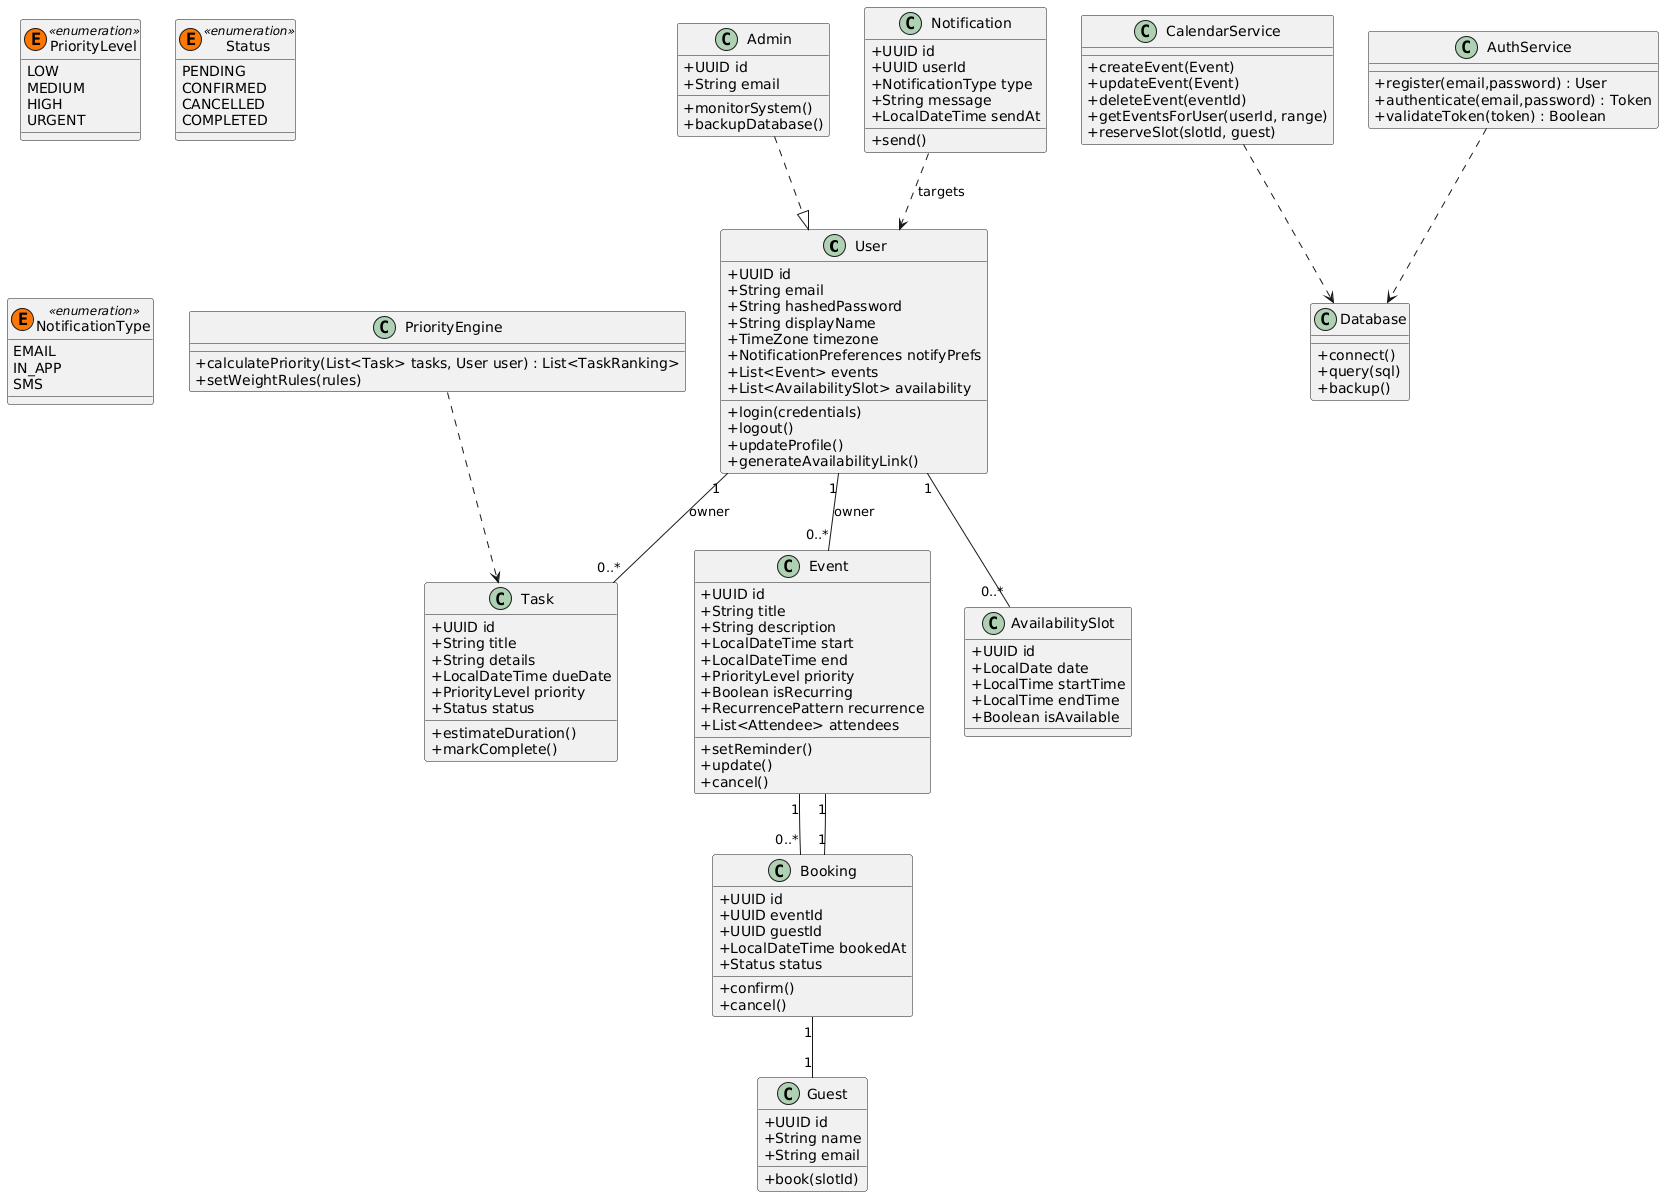 E «enumeration»
PriorityLevel
LOW
MEDIUM
HIGH
URGENT
E «enumeration»
Status
PENDING
CONFIRMED
CANCELLED
COMPLETED
C Admin
+UUID id
+String email
+monitorSystem()
+backupDatabase()
C Notification
+UUID id
+UUID userId
+NotificationType type
+String message
+LocalDateTime sendAt
+send()
C CalendarService
+createEvent(Event)
+updateEvent(Event)
+deleteEvent(eventId)
+getEventsForUser(userId, range)
+reserveSlot(slotId, guest)
C AuthService
+register(email,password) : User
+authenticate(email,password) : Token
+validateToken(token) : Boolean
targets
E «enumeration»
NotificationType
EMAIL
IN_APP
SMS
C PriorityEngine
+calculatePriority(List<Task> tasks, User user) : List<TaskRanking>
+setWeightRules(rules)
C User
+UUID id
+String email
+String hashedPassword
+String displayName
+TimeZone timezone
+NotificationPreferences notifyPrefs
+List<Event> events
+List<AvailabilitySlot> availability
+login(credentials)
+logout()
+updateProfile()
+generateAvailabilityLink()
C Database
+connect()
+query(sql)
+backup()
1
owner
0..*
1
owner
0..*
1
0..*
C Task
+UUID id
+String title
+String details
+LocalDateTime dueDate
+PriorityLevel priority
+Status status
+estimateDuration()
+markComplete()
C Event
+UUID id
+String title
+String description
+LocalDateTime start
+LocalDateTime end
+PriorityLevel priority
+Boolean isRecurring
+RecurrencePattern recurrence
+List<Attendee> attendees
+setReminder()
+update()
+cancel()
C AvailabilitySlot
+UUID id
+LocalDate date
+LocalTime startTime
+LocalTime endTime
+Boolean isAvailable
1
0..*
1
1
C Booking
+UUID id
+UUID eventId
+UUID guestId
+LocalDateTime bookedAt
+Status status
+confirm()
+cancel()
1
1
C Guest
+UUID id
+String name
+String email
+book(slotId)